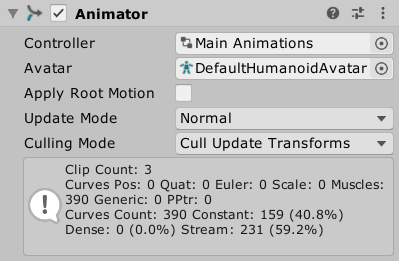 Animator
Controller Main Animations
Avatar DefaultHumanoidAvatar
Apply Root Motion
Update Mode Normal
Culling Mode Cull Update Transforms
Clip Count: 3
Curves Pos: 0 Quat: 0 Euler: 0 Scale: 0 Muscles:
390 Generic: 0 PPtr: 0
Curves Count: 390 Constant: 159 (40.8%)
Dense: 0 (0.0%) Stream: 231 (59.2%)